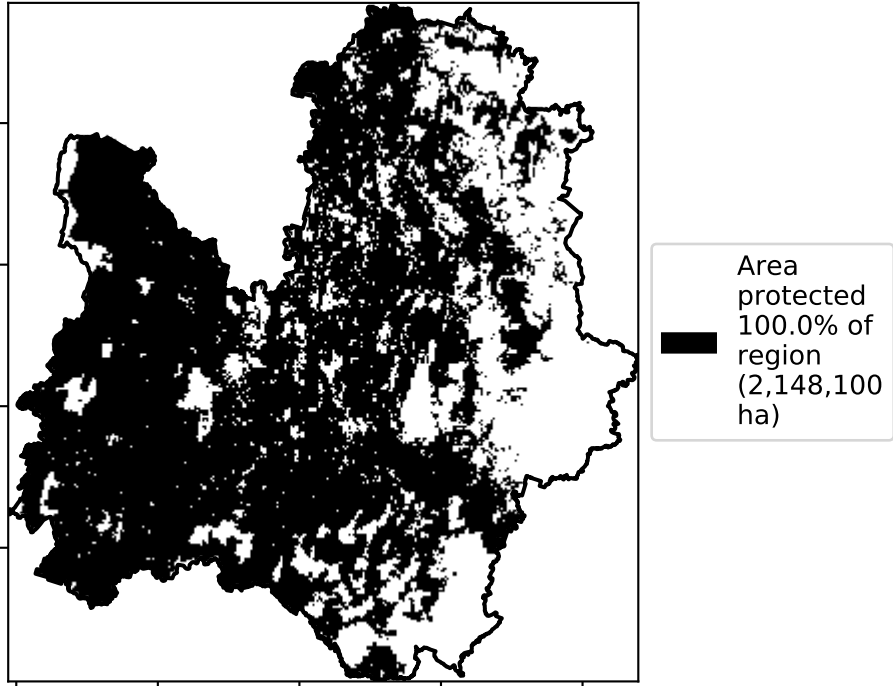 Area
protected
100.0% of
region
(2,148,100
ha)